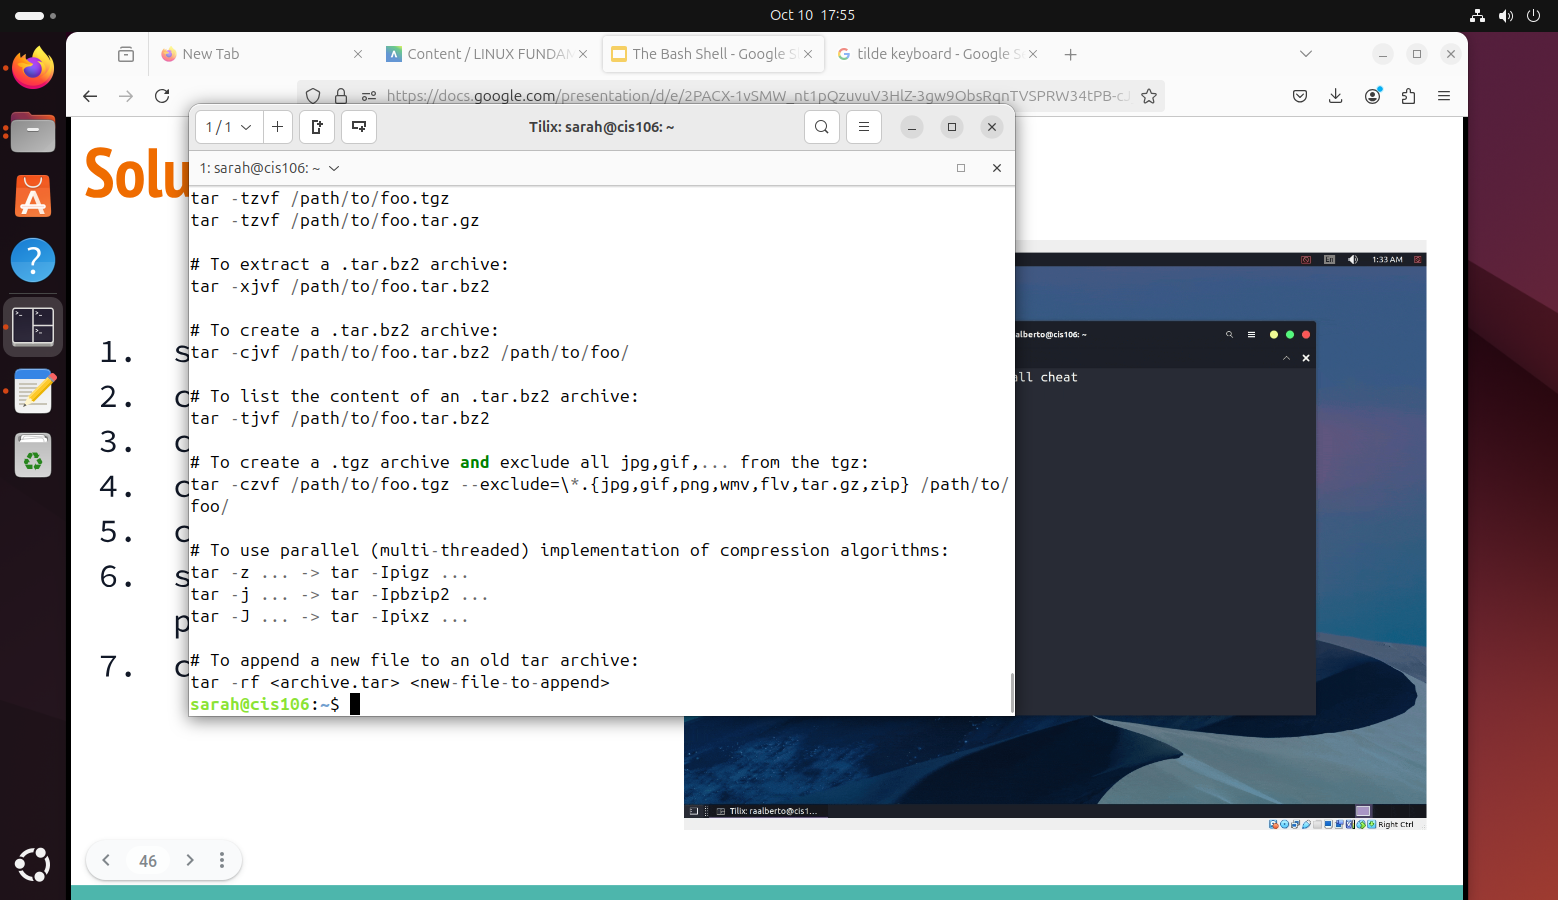 Oct 10 17:55
New Tab
Content / LINUX FUNDAM
The Bash Shell - Google S
tilde keyboard - Google S
https://docs.google.com/presentation/d/e/2PACX-1vSMW_nt1pQzuvuV3HlZ-3gw9ObsRqnTVSPRW34tPB-c
1 / 1
Tilix: sarah@cis106: ~
1: sarah@cis106: ~
Solu
tar -tzvf /path/to/foo.tgz
tar -tzvf /path/to/foo.tar.gz
# To extract a .tar.bz2 archive:
tar -xjvf /path/to/foo.tar.bz2
# To create a .tar.bz2 archive:
tar -cjvf /path/to/foo.tar.bz2 /path/to/foo/
# To list the content of an .tar.bz2 archive:
tar -tjvf /path/to/foo.tar.bz2
# To create a .tgz archive and exclude all jpg,gif,... from the tgz:
tar -czvf /path/to/foo.tgz --exclude=\*.{jpg,gif,png,wmv,flv,tar.gz,zip} /path/to/
foo/
# To use parallel (multi-threaded) implementation of compression algorithms:
tar -z ... -> tar -Ipigz ...
tar -j ... -> tar -Ipbzip2 ...
tar -J ... -> tar -Ipixz ...
# To append a new file to an old tar archive:
tar -rf <archive.tar> <new-file-to-append>
sarah@cis106:~$
1. s
2. c
3. c
4. c
5. c
6. s
p
7. c
En
1:33 AM
alberto@cis106: ~
all cheat
Tilix: raalberto@cis1...
Right Ctrl
46